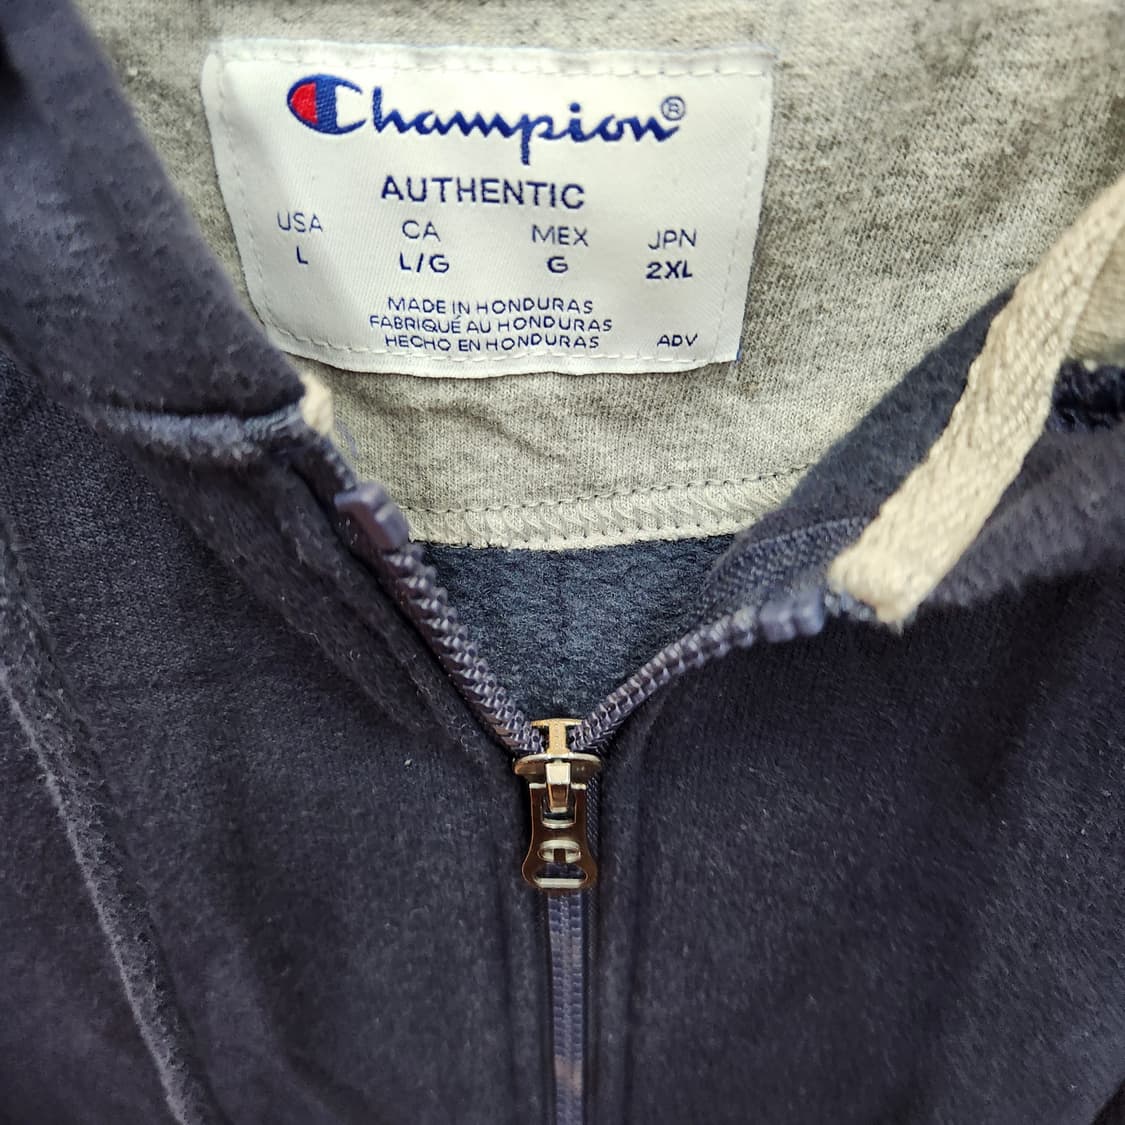 Champion®
AUTHENTIC
USA CA MEX JPN
L L/G G 2XL
MADE IN HONDURAS
FABRIQUÉ AU HONDURAS
HECHO EN HONDURAS ADV